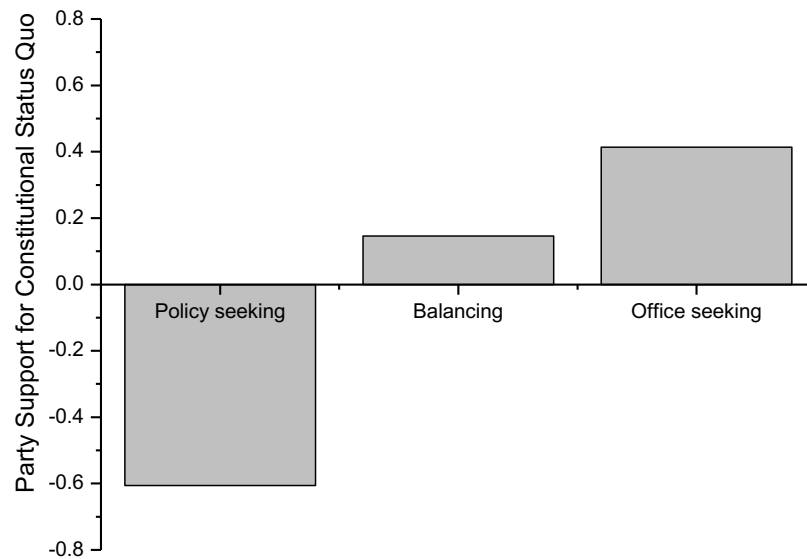 Party Support for Constitutional Status Quo
0.8
0.6
0.4
0.2
0.0
-0.2
-0.4
-0.6
-0.8
Policy seeking
Balancing
Office seeking